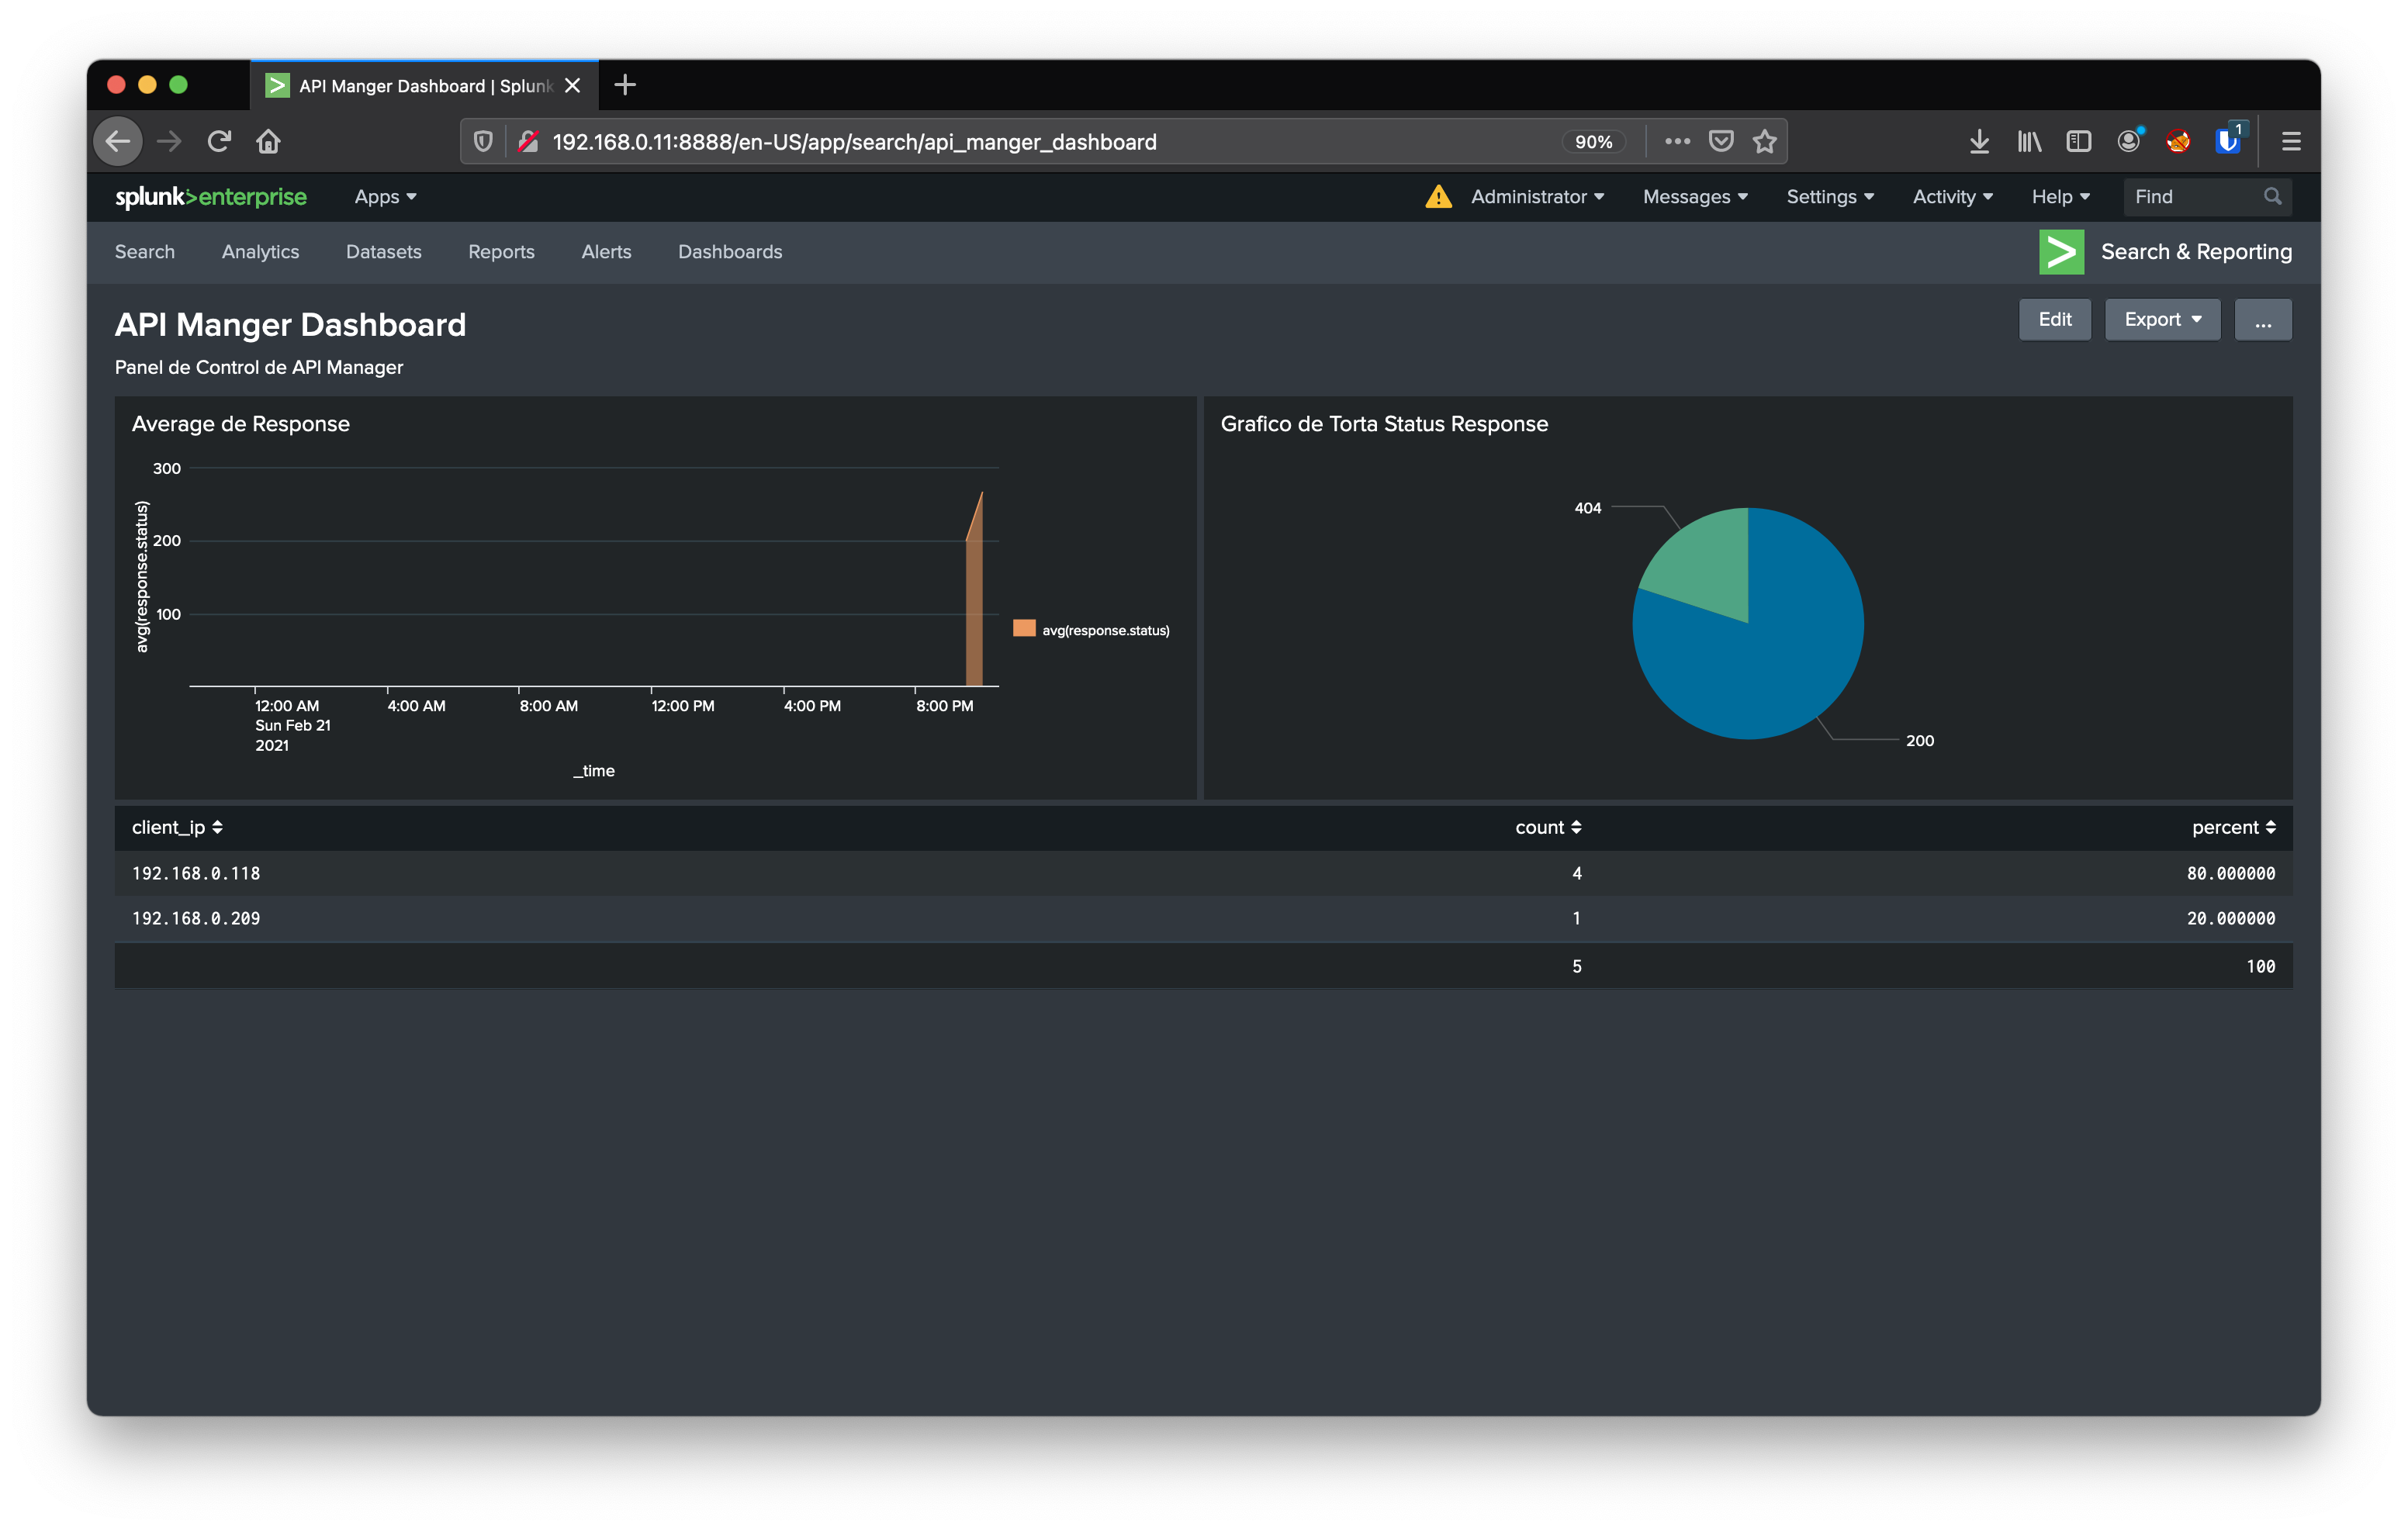 API Manger Dashboard | Splunk
192.168.0.11:8888/en-US/app/search/api_manger_dashboard
90%
1
splunk>enterprise
Apps
Administrator
Messages
Settings
Activity
Help
Find
Search
Analytics
Datasets
Reports
Alerts
Dashboards
Search & Reporting
API Manger Dashboard
Edit
Export
...
Panel de Control de API Manager
Average de Response
300
200
100
avg(response.status)
avg(response.status)
12:00 AM
Sun Feb 21
2021
4:00 AM
8:00 AM
12:00 PM
4:00 PM
8:00 PM
_time
Grafico de Torta Status Response
404
200
client_ip count percent
192.168.0.118 4 80.000000
192.168.0.209 1 20.000000
5 100